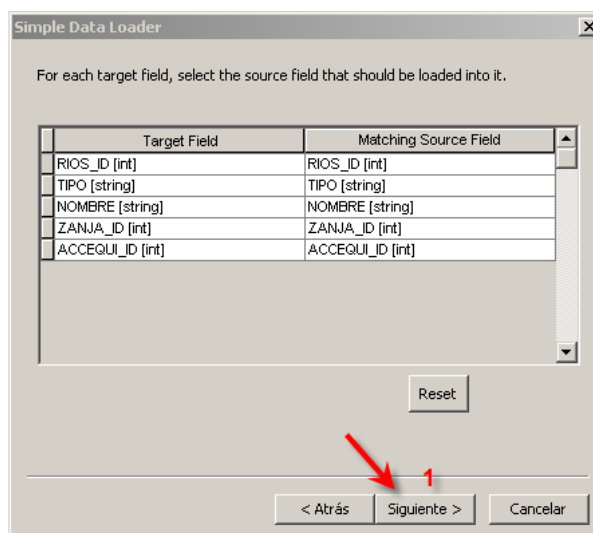 Simple Data Loader
For each target field, select the source field that should be loaded into it.
Target Field Matching Source Field
RIOS_ID [int] RIOS_ID [int]
TIPO [string] TIPO [string]
NOMBRE [string] NOMBRE [string]
ZANJA_ID [int] ZANJA_ID [int]
ACCEQUI_ID [int] ACCEQUI_ID [int]
Reset
1
< Atrás Siguiente > Cancelar